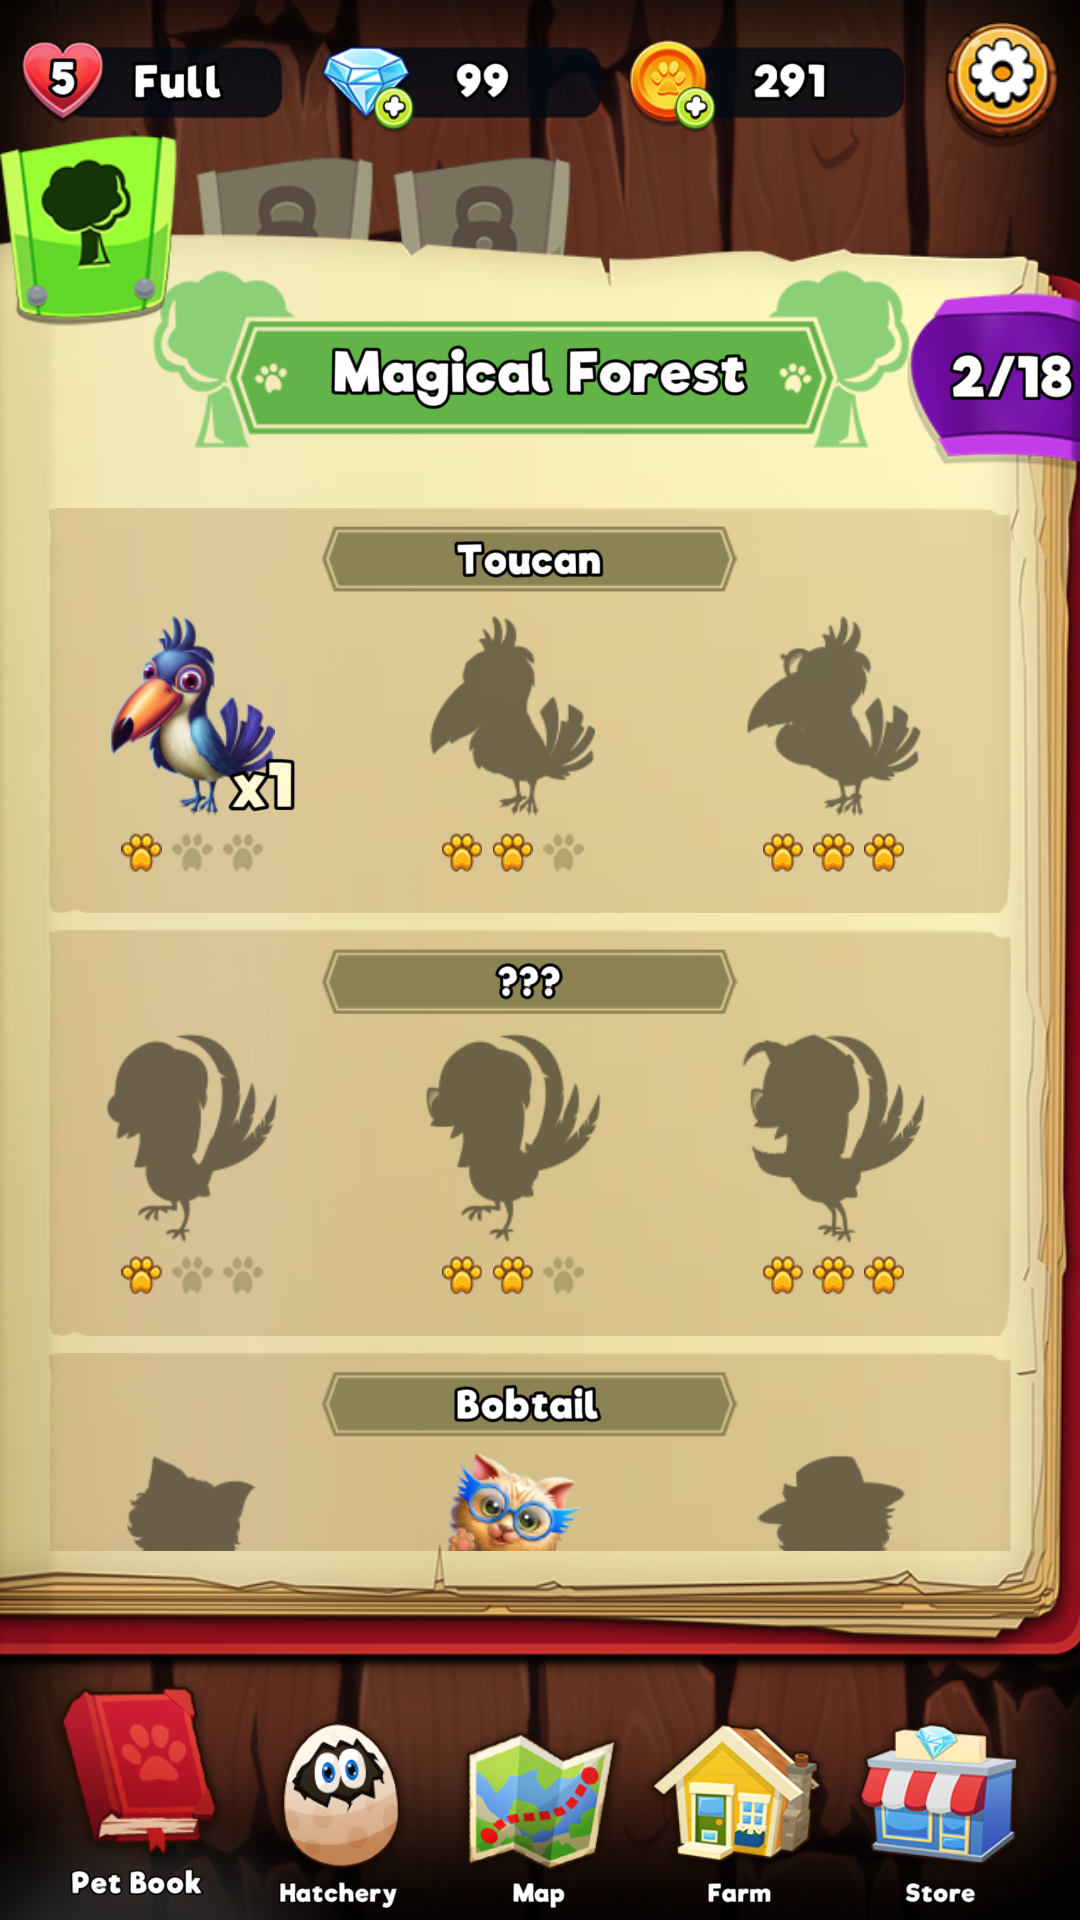 5 Full 99 291
Magical Forest
2/18
Toucan
x1
???
Bobtail
Pet Book Hatchery Map Farm Store